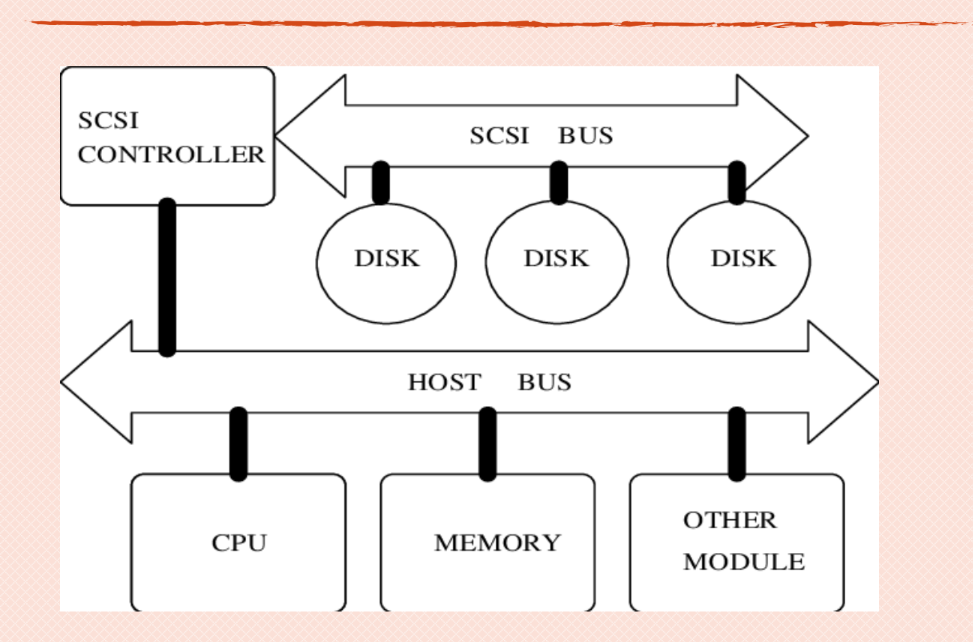 SCSI
CONTROLLER
SCSI BUS
DISK
DISK
DISK
HOST BUS
CPU
MEMORY
OTHER
MODULE